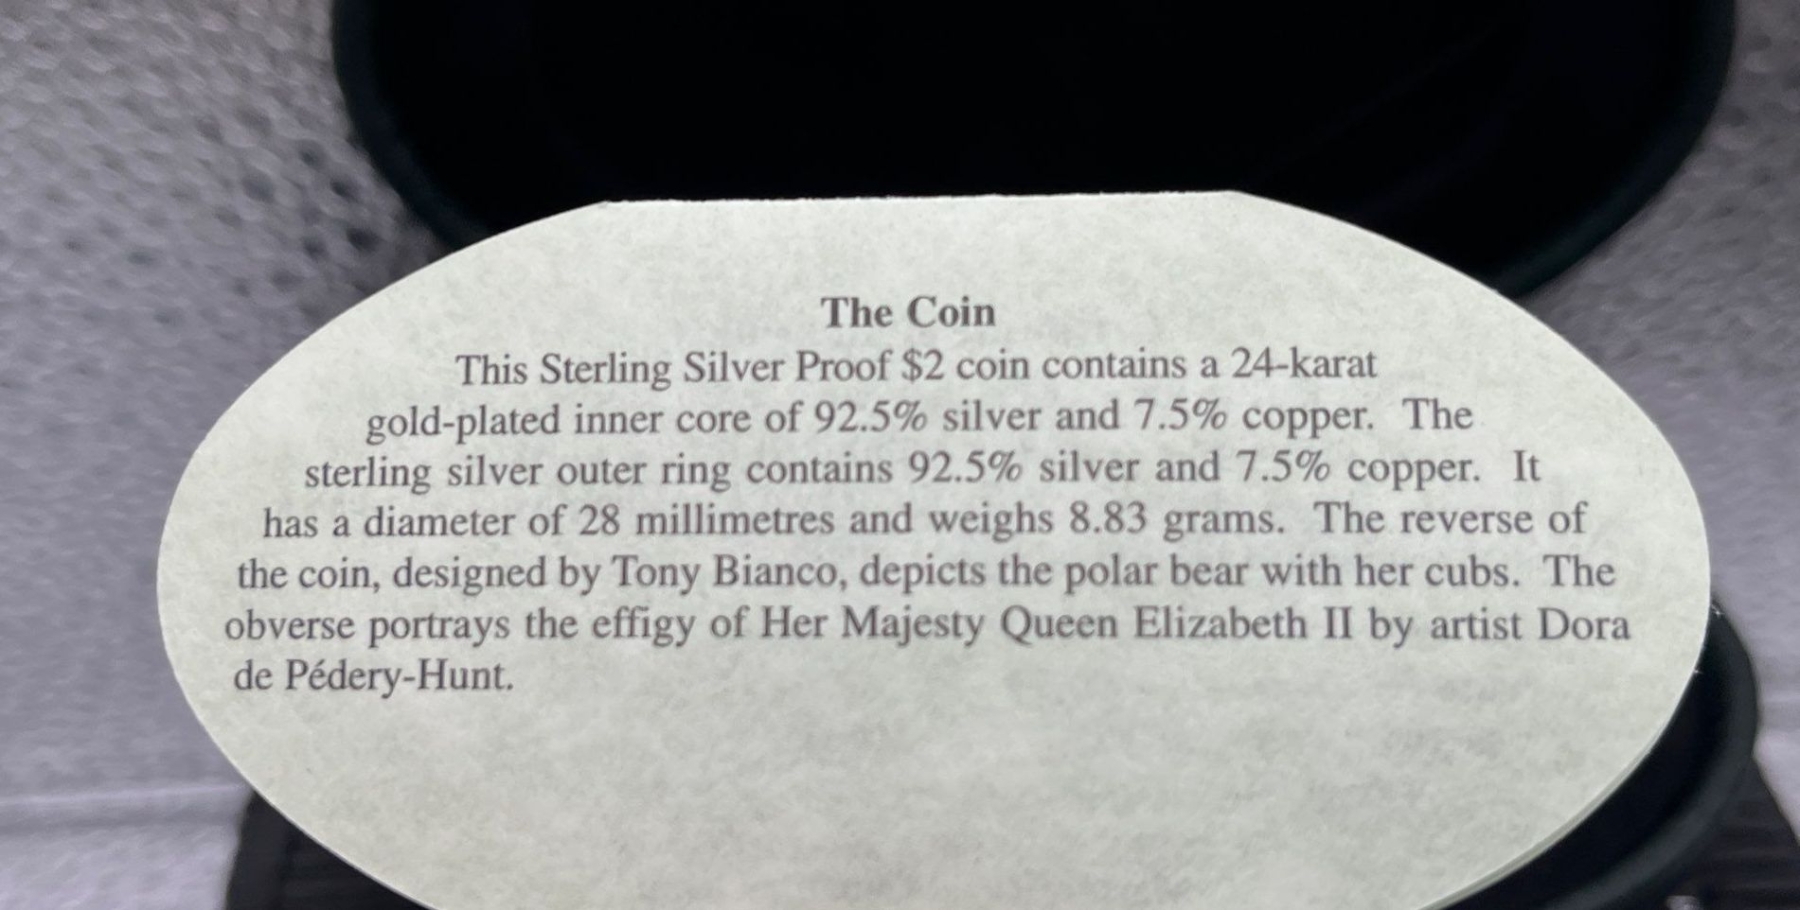 The Coin
This Sterling Silver Proof $2 coin contains a 24-karat
gold-plated inner core of 92.5% silver and 7.5% copper. The
sterling silver outer ring contains 92.5% silver and 7.5% copper. It
has a diameter of 28 millimetres and weighs 8.83 grams. The reverse of
the coin, designed by Tony Bianco, depicts the polar bear with her cubs. The
obverse portrays the effigy of Her Majesty Queen Elizabeth II by artist Dora
de Pédery-Hunt.